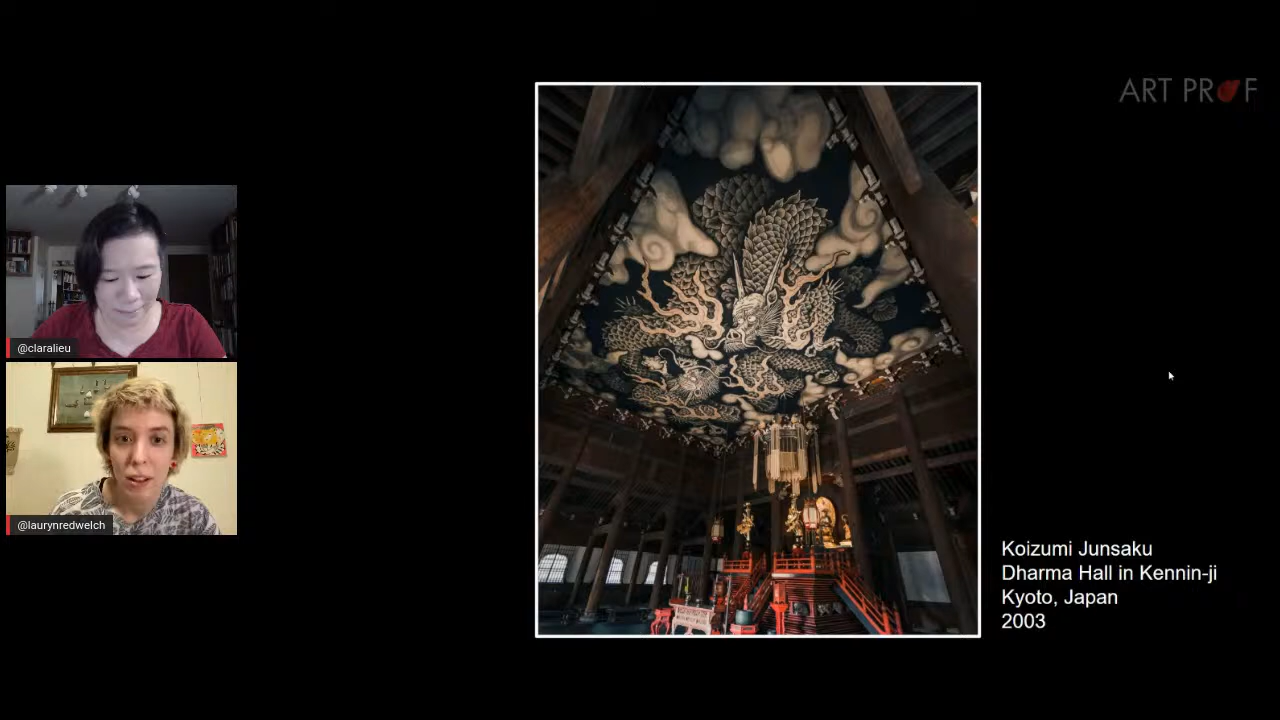 ART PROF
@claralieu
@laurynredwelch
Koizumi Junsaku
Dharma Hall in Kennin-ji
Kyoto, Japan
2003